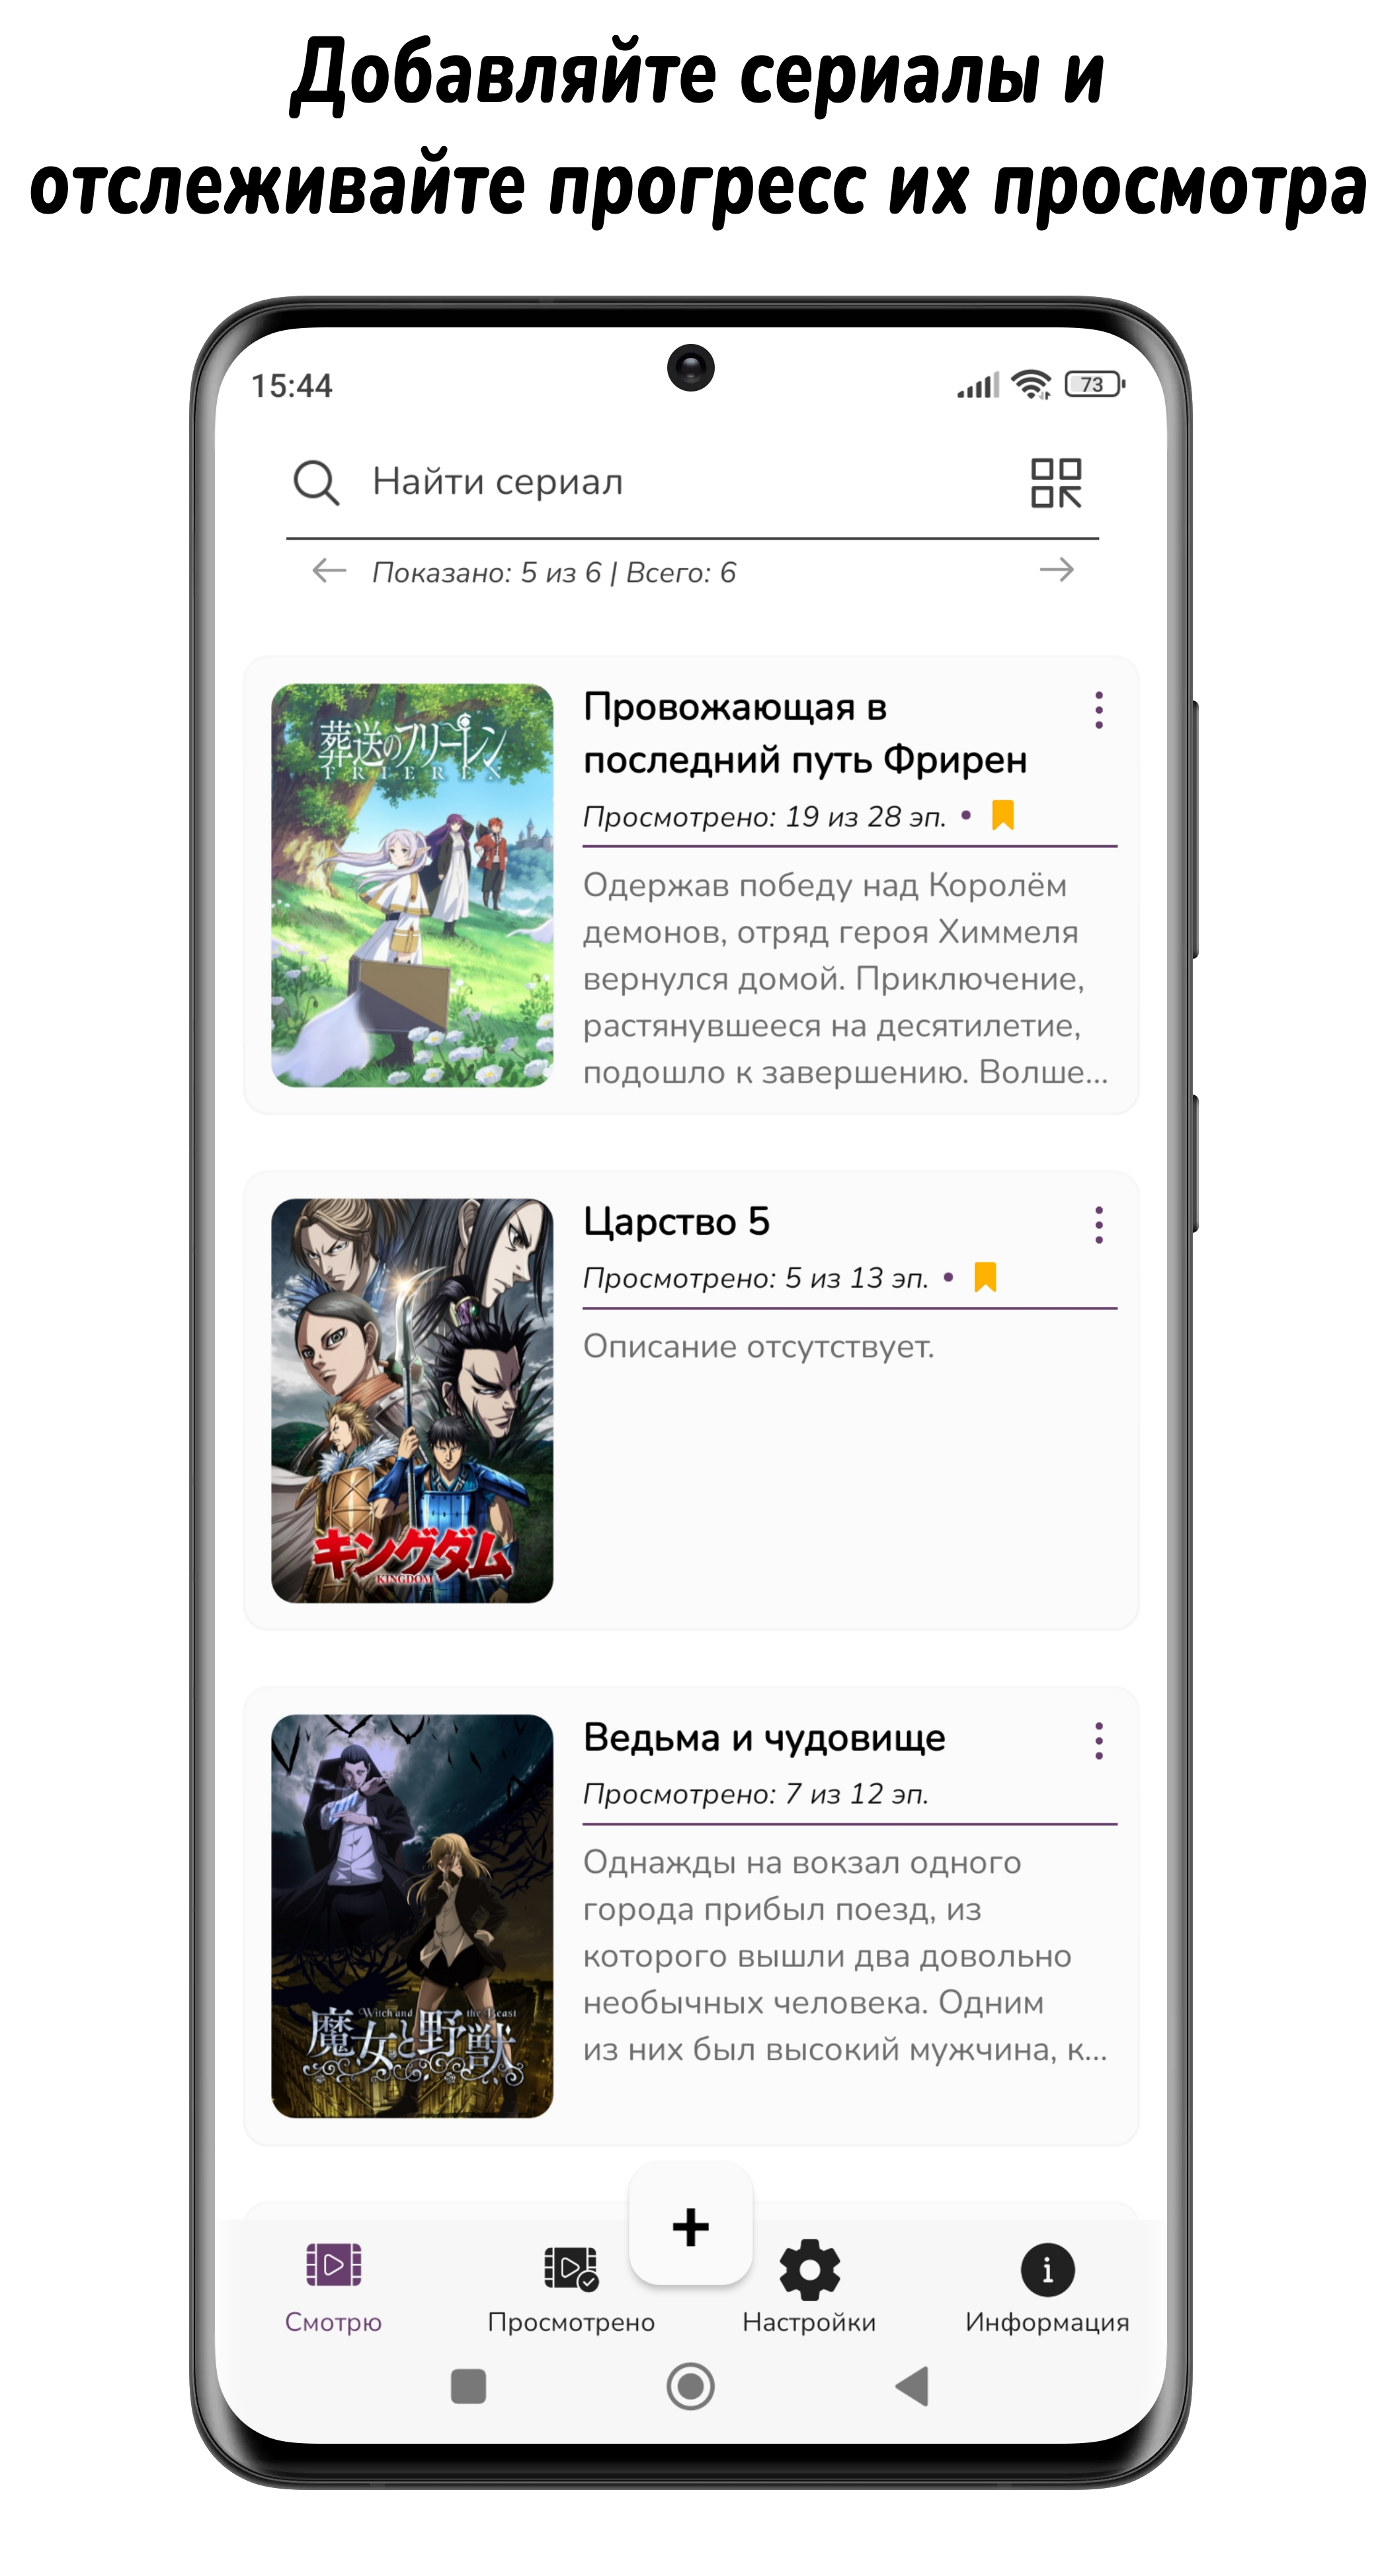 Добавляйте сериалы и
отслеживайте прогресс их просмотра
15:44
73
Найти сериал
Показано: 5 из 6 | Всего: 6
葬送のフリーレン
FRIEREN
Провожающая в
последний путь Фрирен
Просмотрено: 19 из 28 эп. •
Одержав победу над Королём
демонов, отряд героя Химмеля
вернулся домой. Приключение,
растянувшееся на десятилетие,
подошло к завершению. Волше...
キングダム
KINGDOM
Царство 5
Просмотрено: 5 из 13 эп. •
Описание отсутствует.
Witch and the Beast
魔女と野獣
Ведьма и чудовище
Просмотрено: 7 из 12 эп.
Однажды на вокзал одного
города прибыл поезд, из
которого вышли два довольно
необычных человека. Одним
из них был высокий мужчина, к...
+
Смотрю
Просмотрено
Настройки
Информация